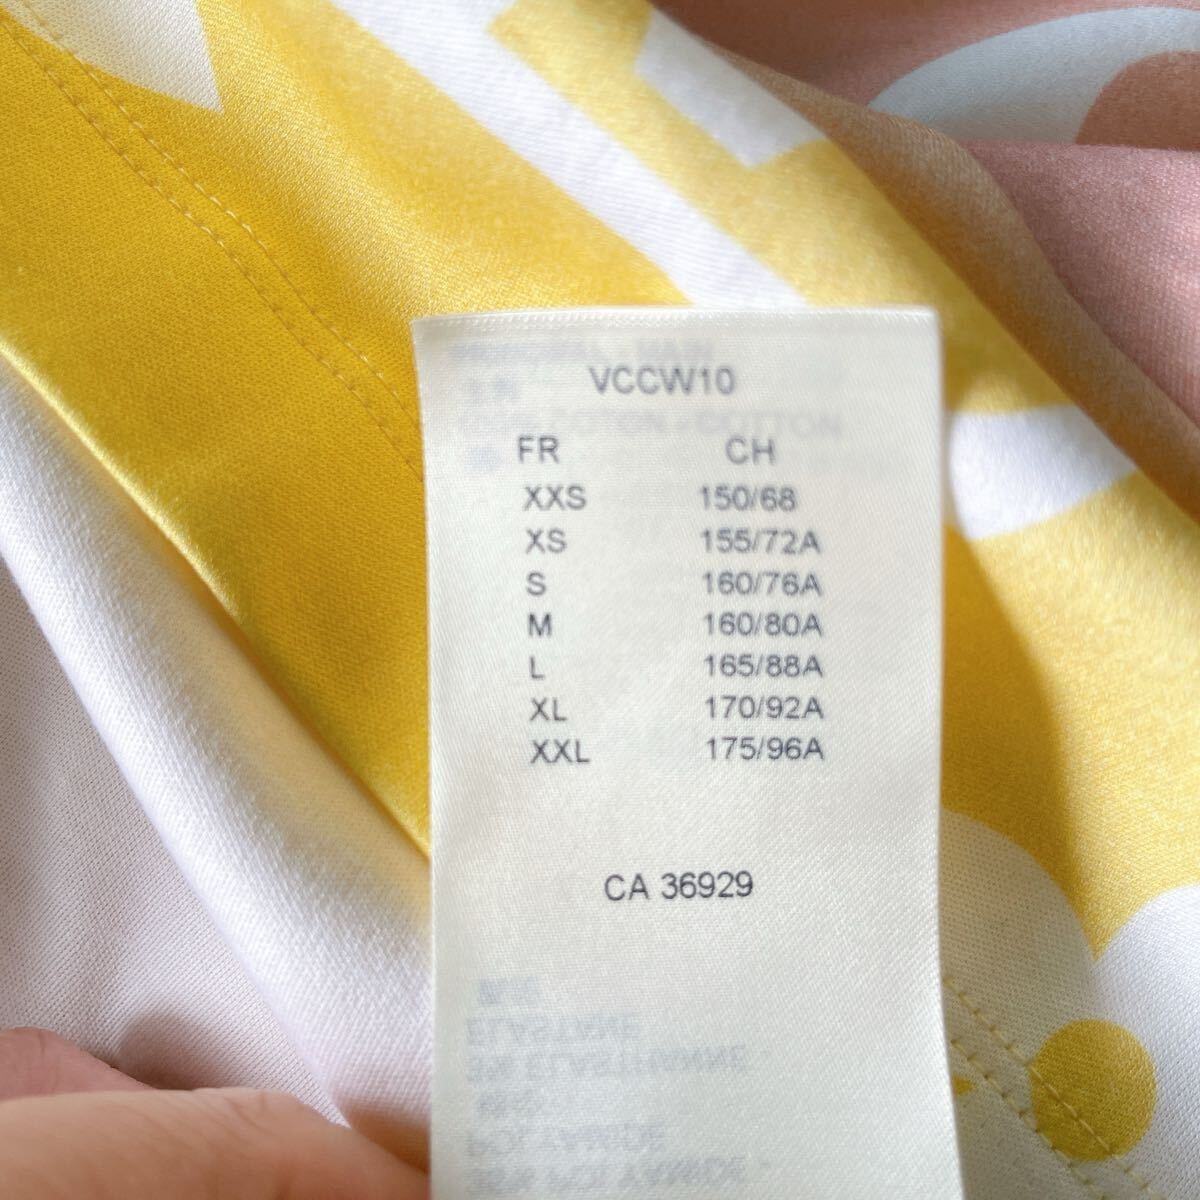 VCCW10
FR CH
XXS 150/68
XS 155/72A
S 160/76A
M 160/80A
L 165/88A
XL 170/92A
XXL 175/96A
CA 36929